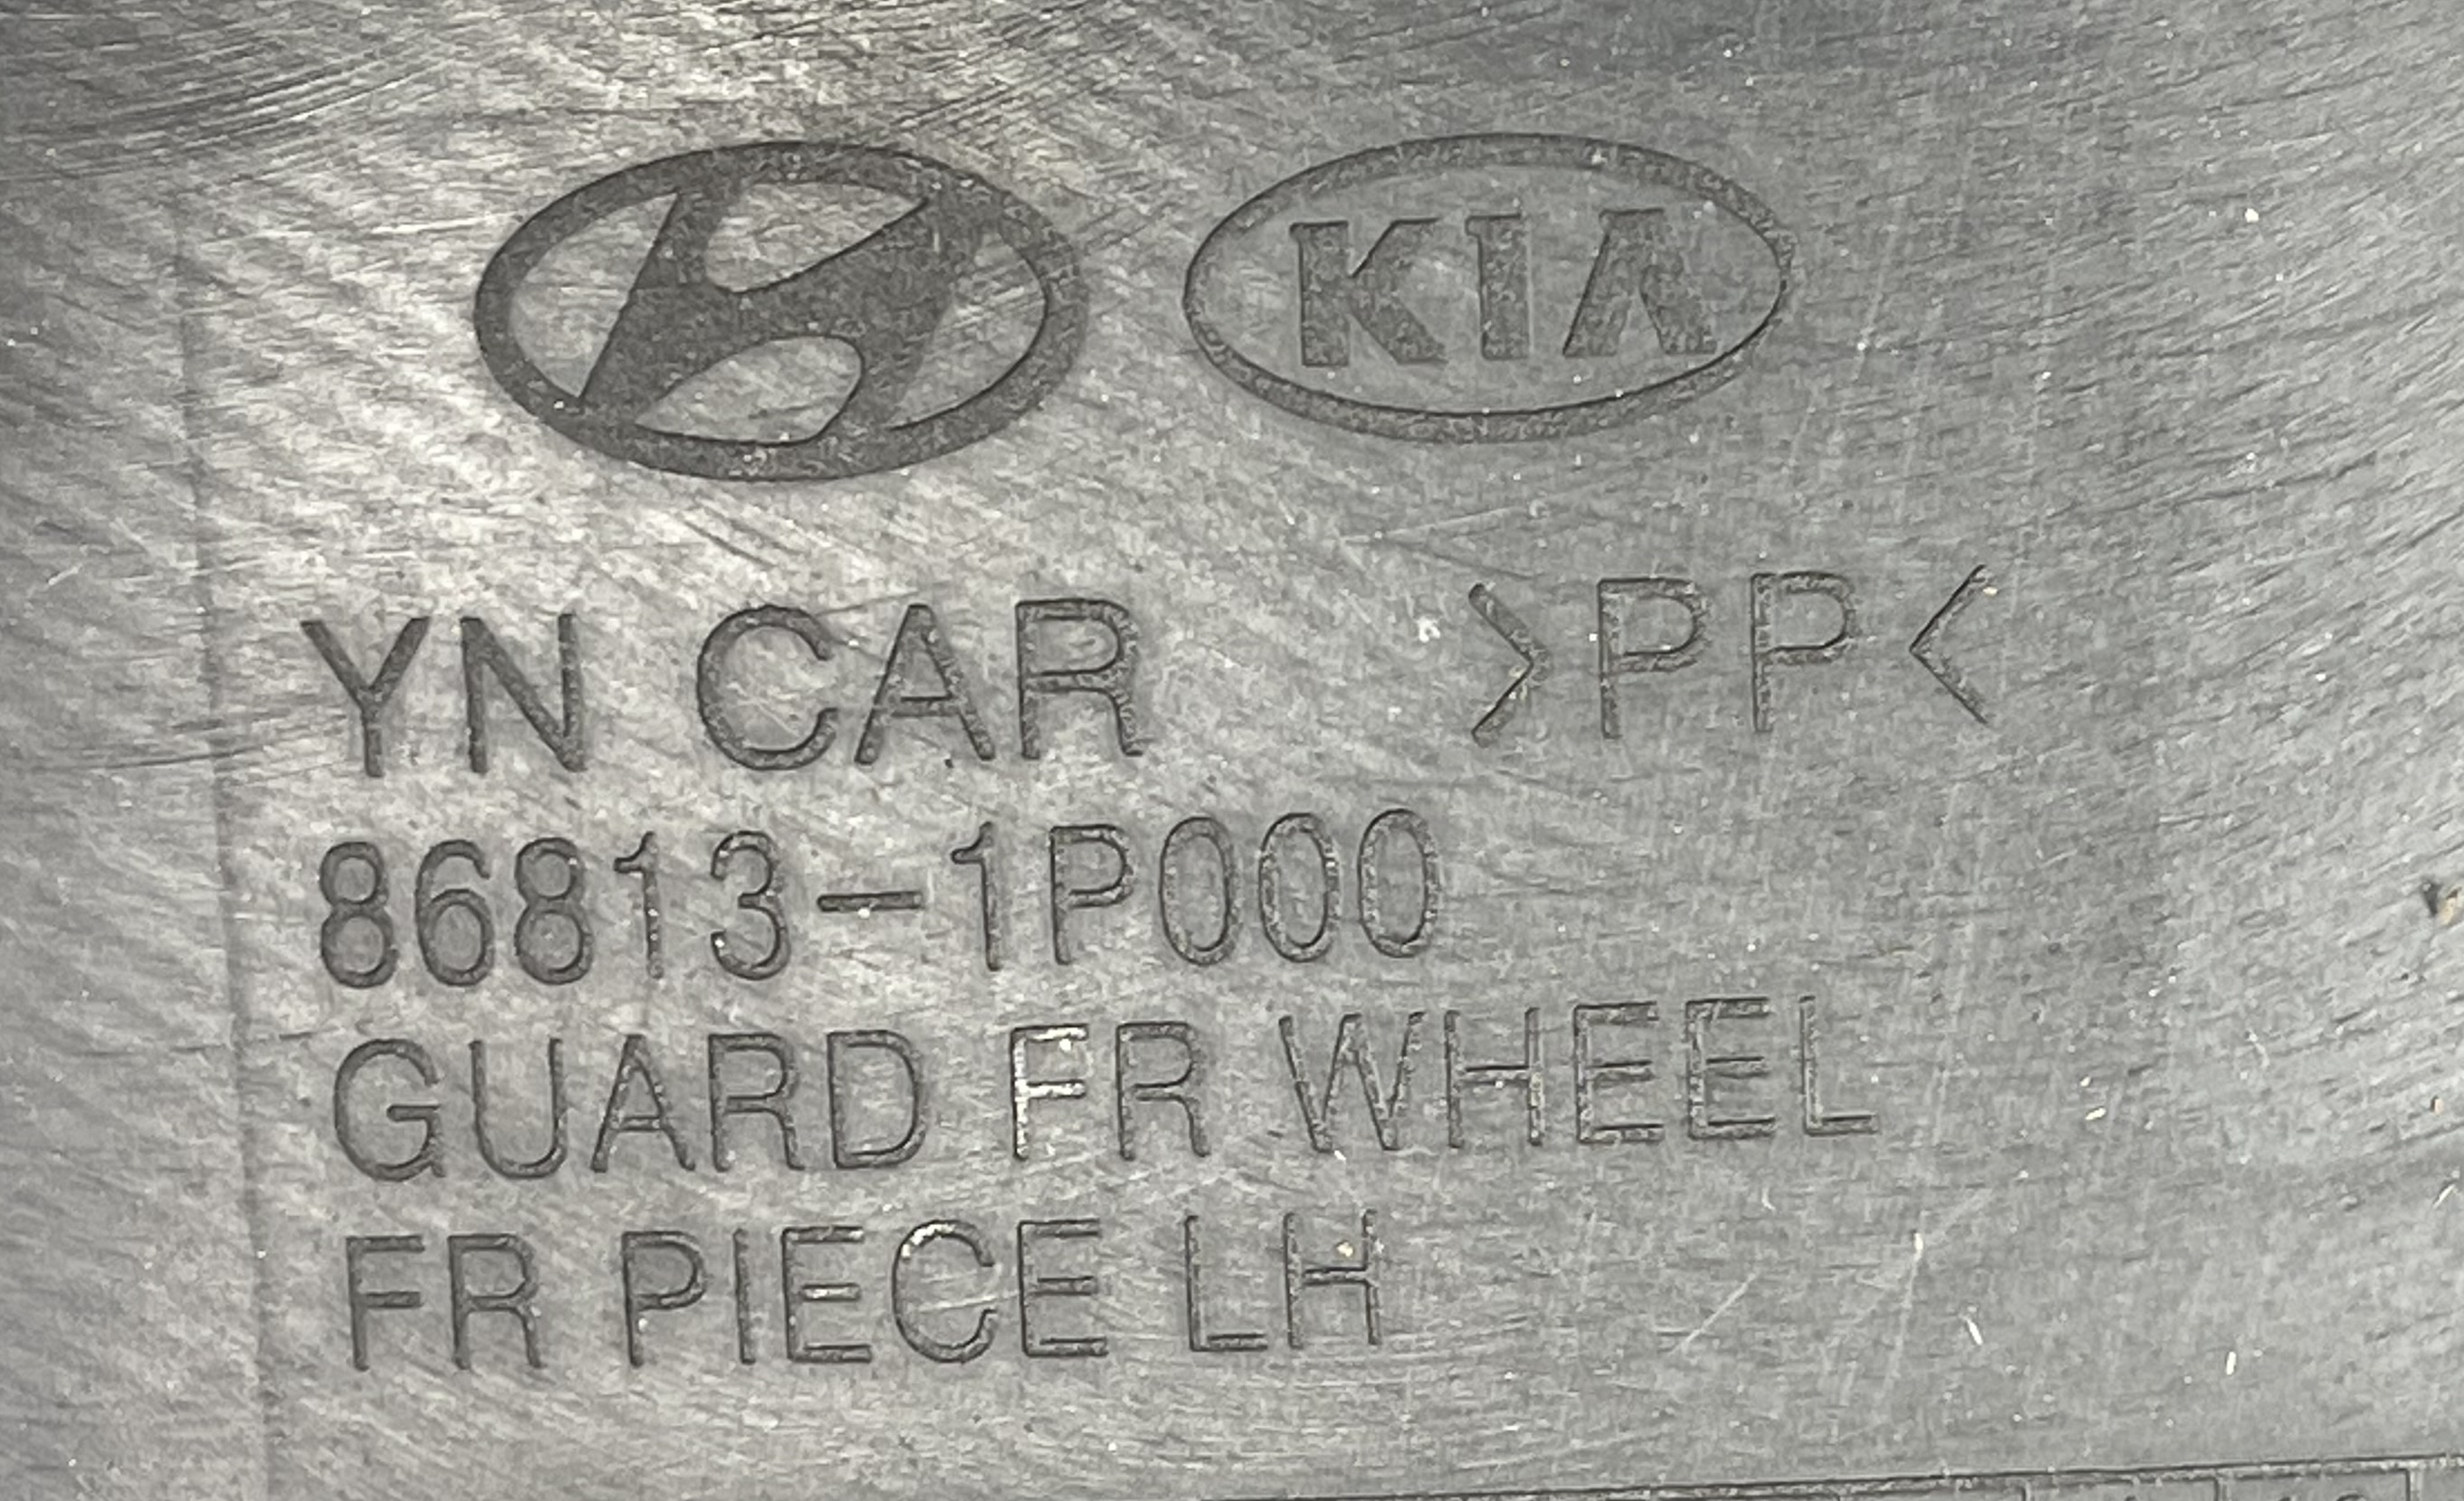 KIA
YN CAR >PP<
86813-1P000
GUARD FR WHEEL
FR PIECE LH